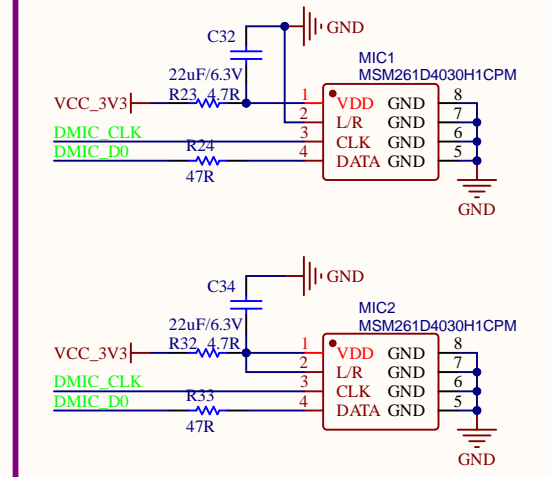 GND
C32
MIC1
MSM261D4030H1CPM
22uF/6.3V
R23 4.7R
VCC_3V3
1 VDD GND 8
2 L/R GND 7
DMIC_CLK 3 CLK GND 6
DMIC_D0 R24 4 DATA GND 5
47R
GND
GND
C34
MIC2
MSM261D4030H1CPM
22uF/6.3V
R32 4.7R
VCC_3V3
1 VDD GND 8
2 L/R GND 7
DMIC_CLK 3 CLK GND 6
DMIC_D0 R33 4 DATA GND 5
47R
GND